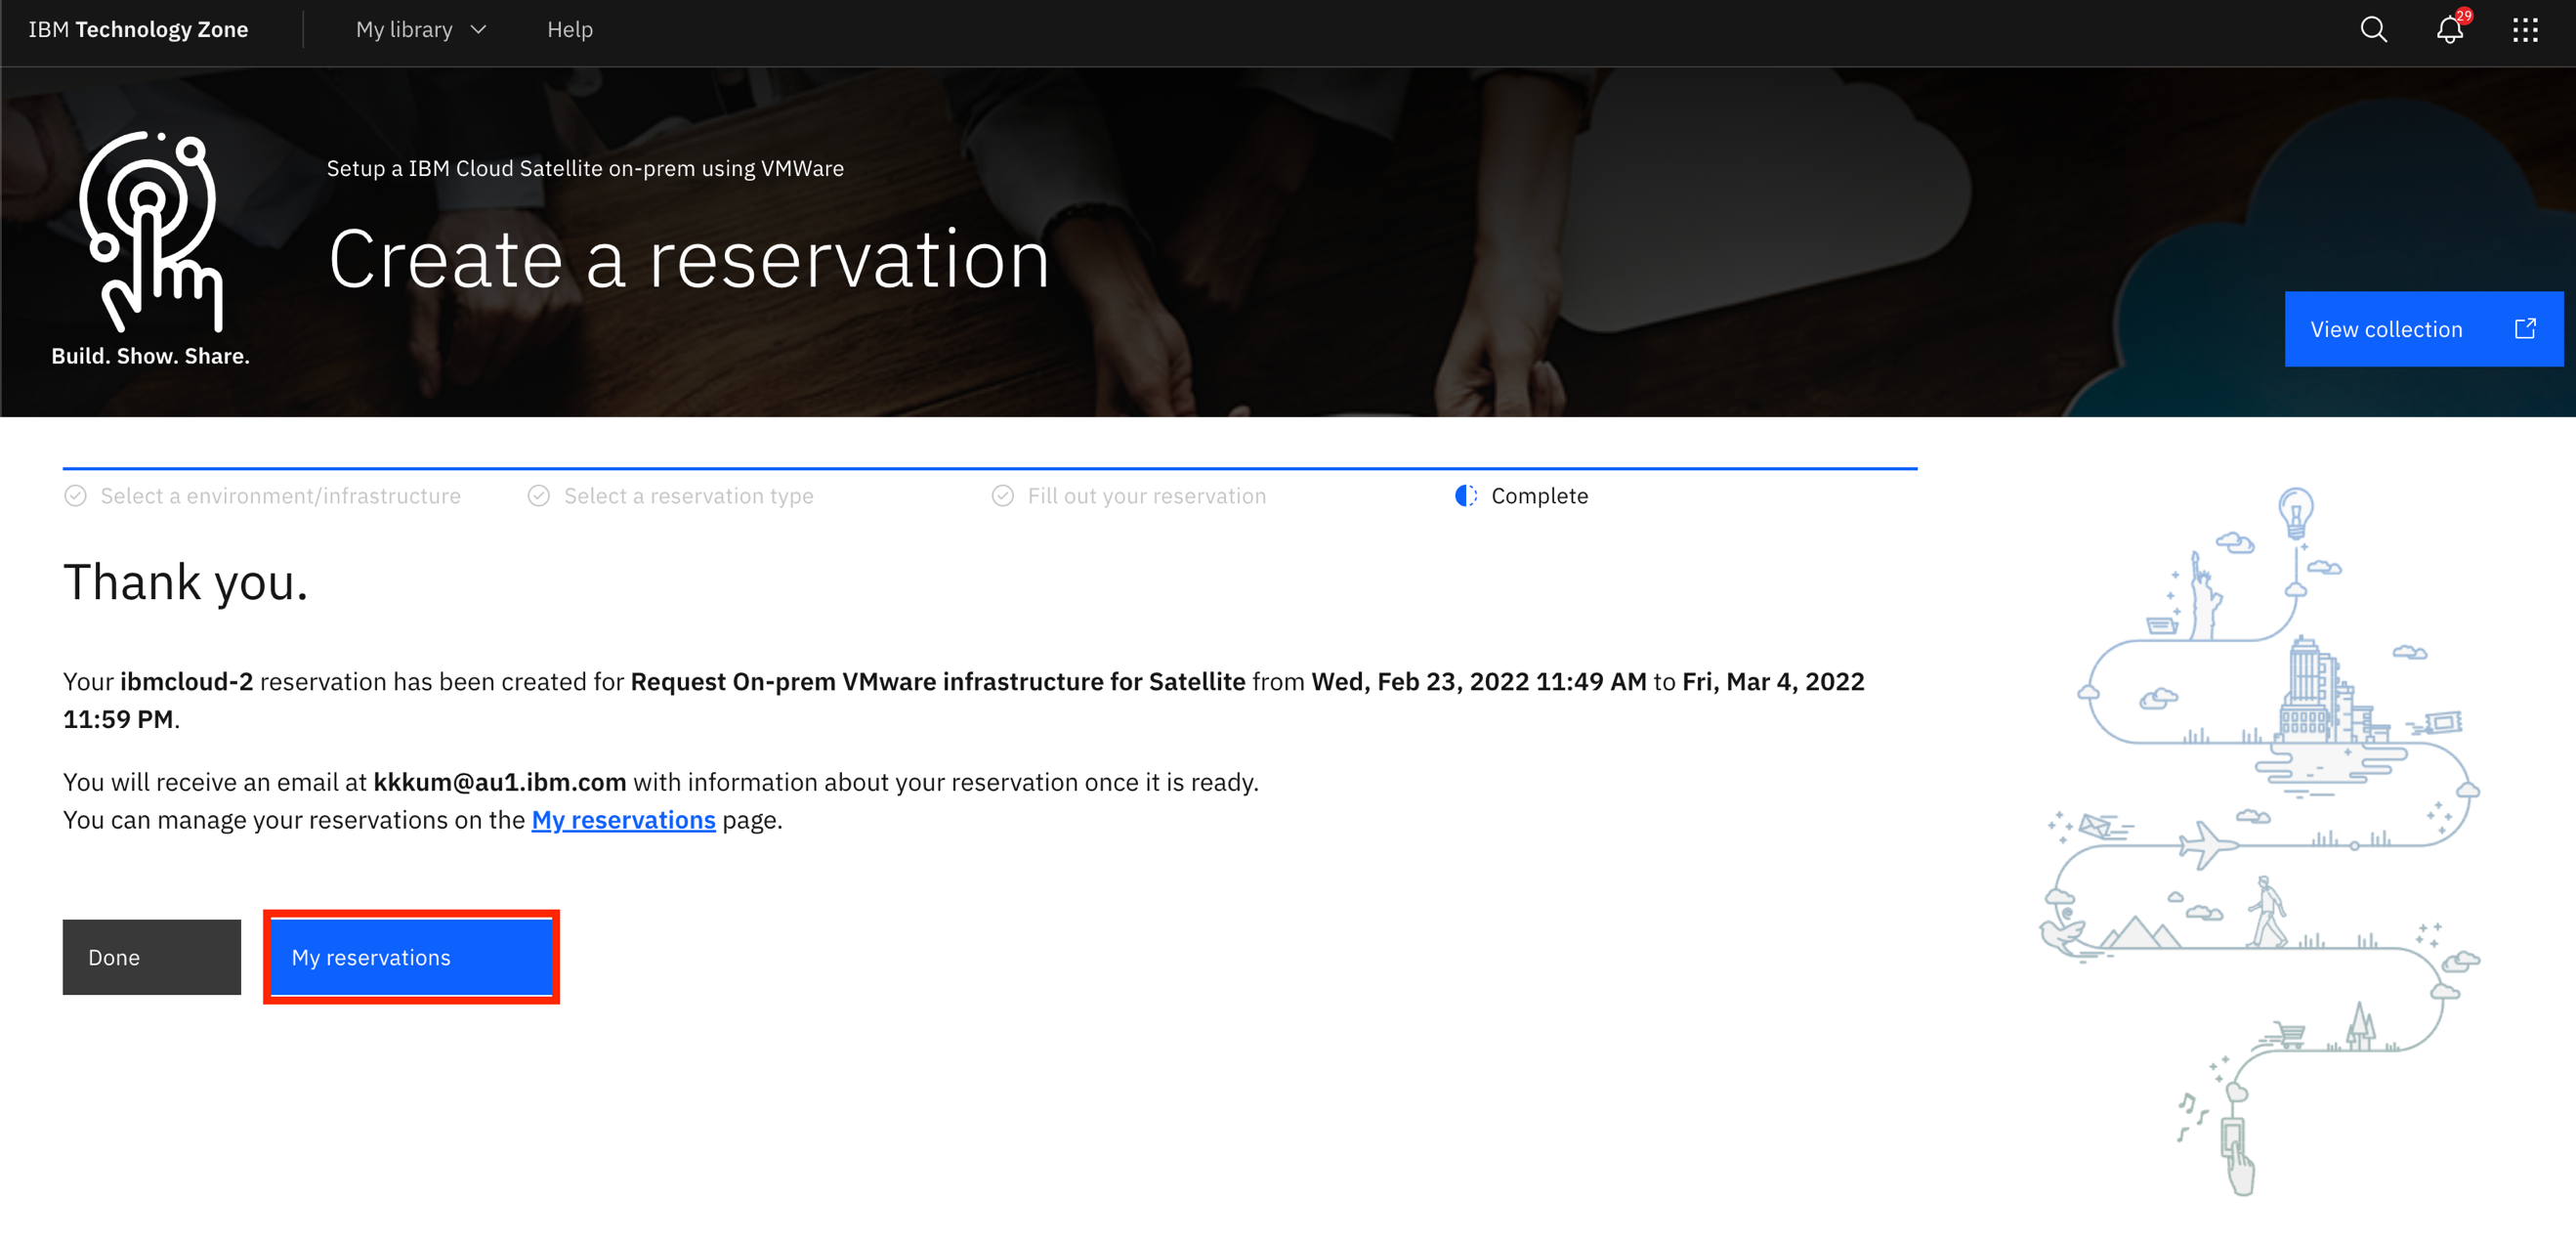 IBM Technology Zone
My library
Help
29
Setup a IBM Cloud Satellite on-prem using VMWare
Create a reservation
Build. Show. Share.
View collection
Select a environment/infrastructure
Select a reservation type
Fill out your reservation
Complete
Thank you.
Your ibmcloud-2 reservation has been created for Request On-prem VMware infrastructure for Satellite from Wed, Feb 23, 2022 11:49 AM to Fri, Mar 4, 2022
11:59 PM.
You will receive an email at kkkum@au1.ibm.com with information about your reservation once it is ready.
You can manage your reservations on the My reservations page.
Done
My reservations